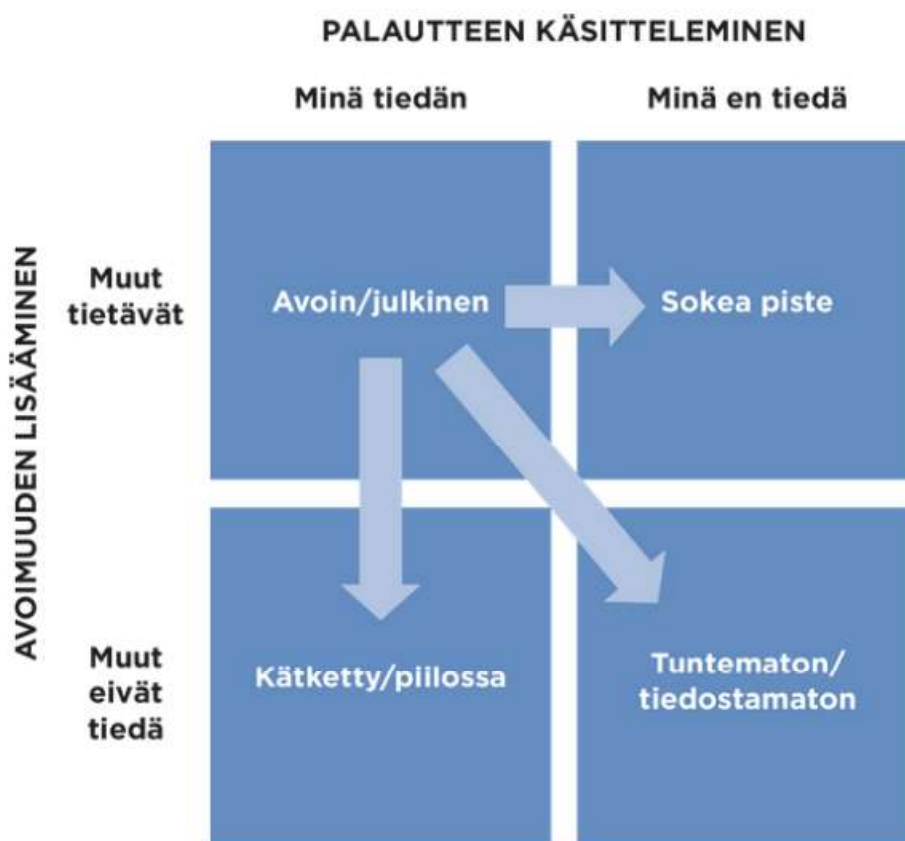 PALAUTTEEN KÄSITTELEMINEN
Minä tiedän
Minä en tiedä
AVOIMUUDEN LISÄÄMINEN
Muut
tietävät
Avoin/julkinen
Sokea piste
Muut
eivät
tiedä
Kätketty/piilossa
Tuntematon/
tiedostamaton